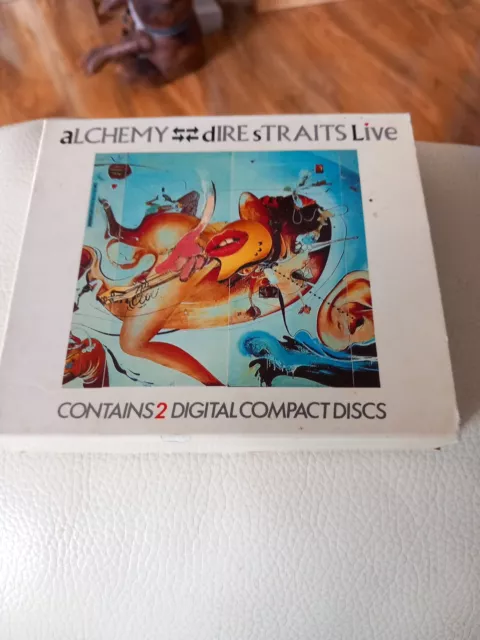 aLCHEMY ⇆⇆ dIRE sTRAITS Live
CONTAINS 2 DIGITAL COMPACT DISCS